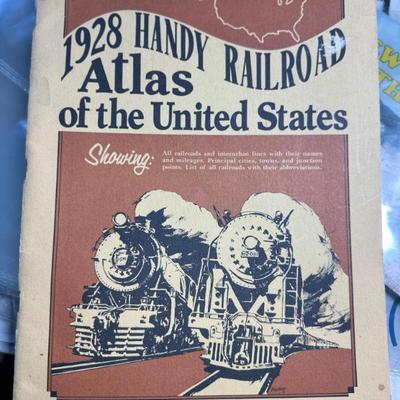 1928 HANDY RAILROAD
Atlas
of the United States
Showing:
All railroads and interurban lines with their names
and mileages. Principal cities, towns, and junction
points. List of all railroads with their abbreviations.